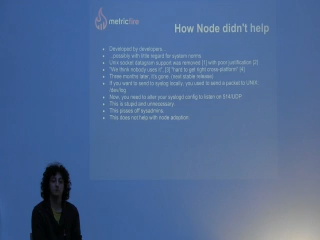 metricfire
How Node didn't help
Developed by developers
...possibly with little regard for system norms
Unix socket datagram support was removed [1] with poor justification [2]
"We think nobody uses it", [3] "hard to get right cross-platform" [4]
Three months later, it's gone. (next stable release)
If you want to send to syslog locally, you used to send a packet to UNIX
/dev/log
Now, you need to alter your syslogd config to listen on 514/UDP
This is stupid and unnecessary
This pisses off sysadmins
This does not help with node adoption